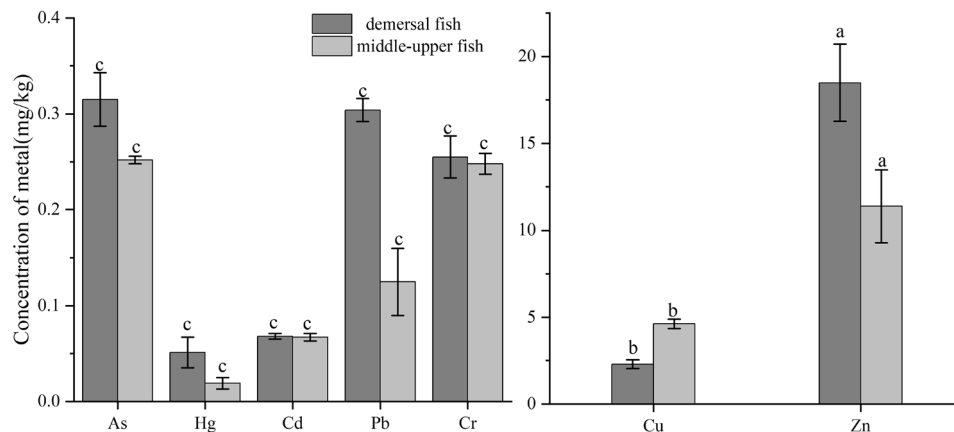 demersal fish
middle-upper fish
Concentration of metal(mg/kg)
0.4
0.3
0.2
0.1
0.0
c
c
c
c
c
c
c
c
c
c
As
Hg
Cd
Pb
Cr
20
15
10
5
0
b
b
a
a
Cu
Zn